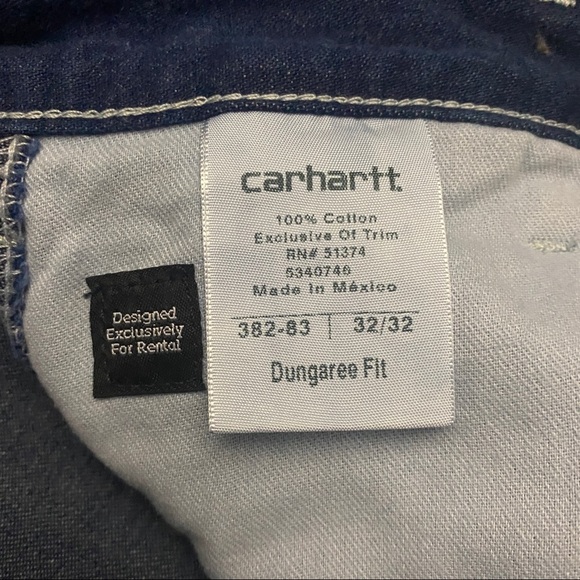 carhartt
100% Cotton
Exclusive Of Trim
RN# 51374
5340746
Made In México
382-83 | 32/32
Dungaree Fit
Designed
Exclusively
For Rental